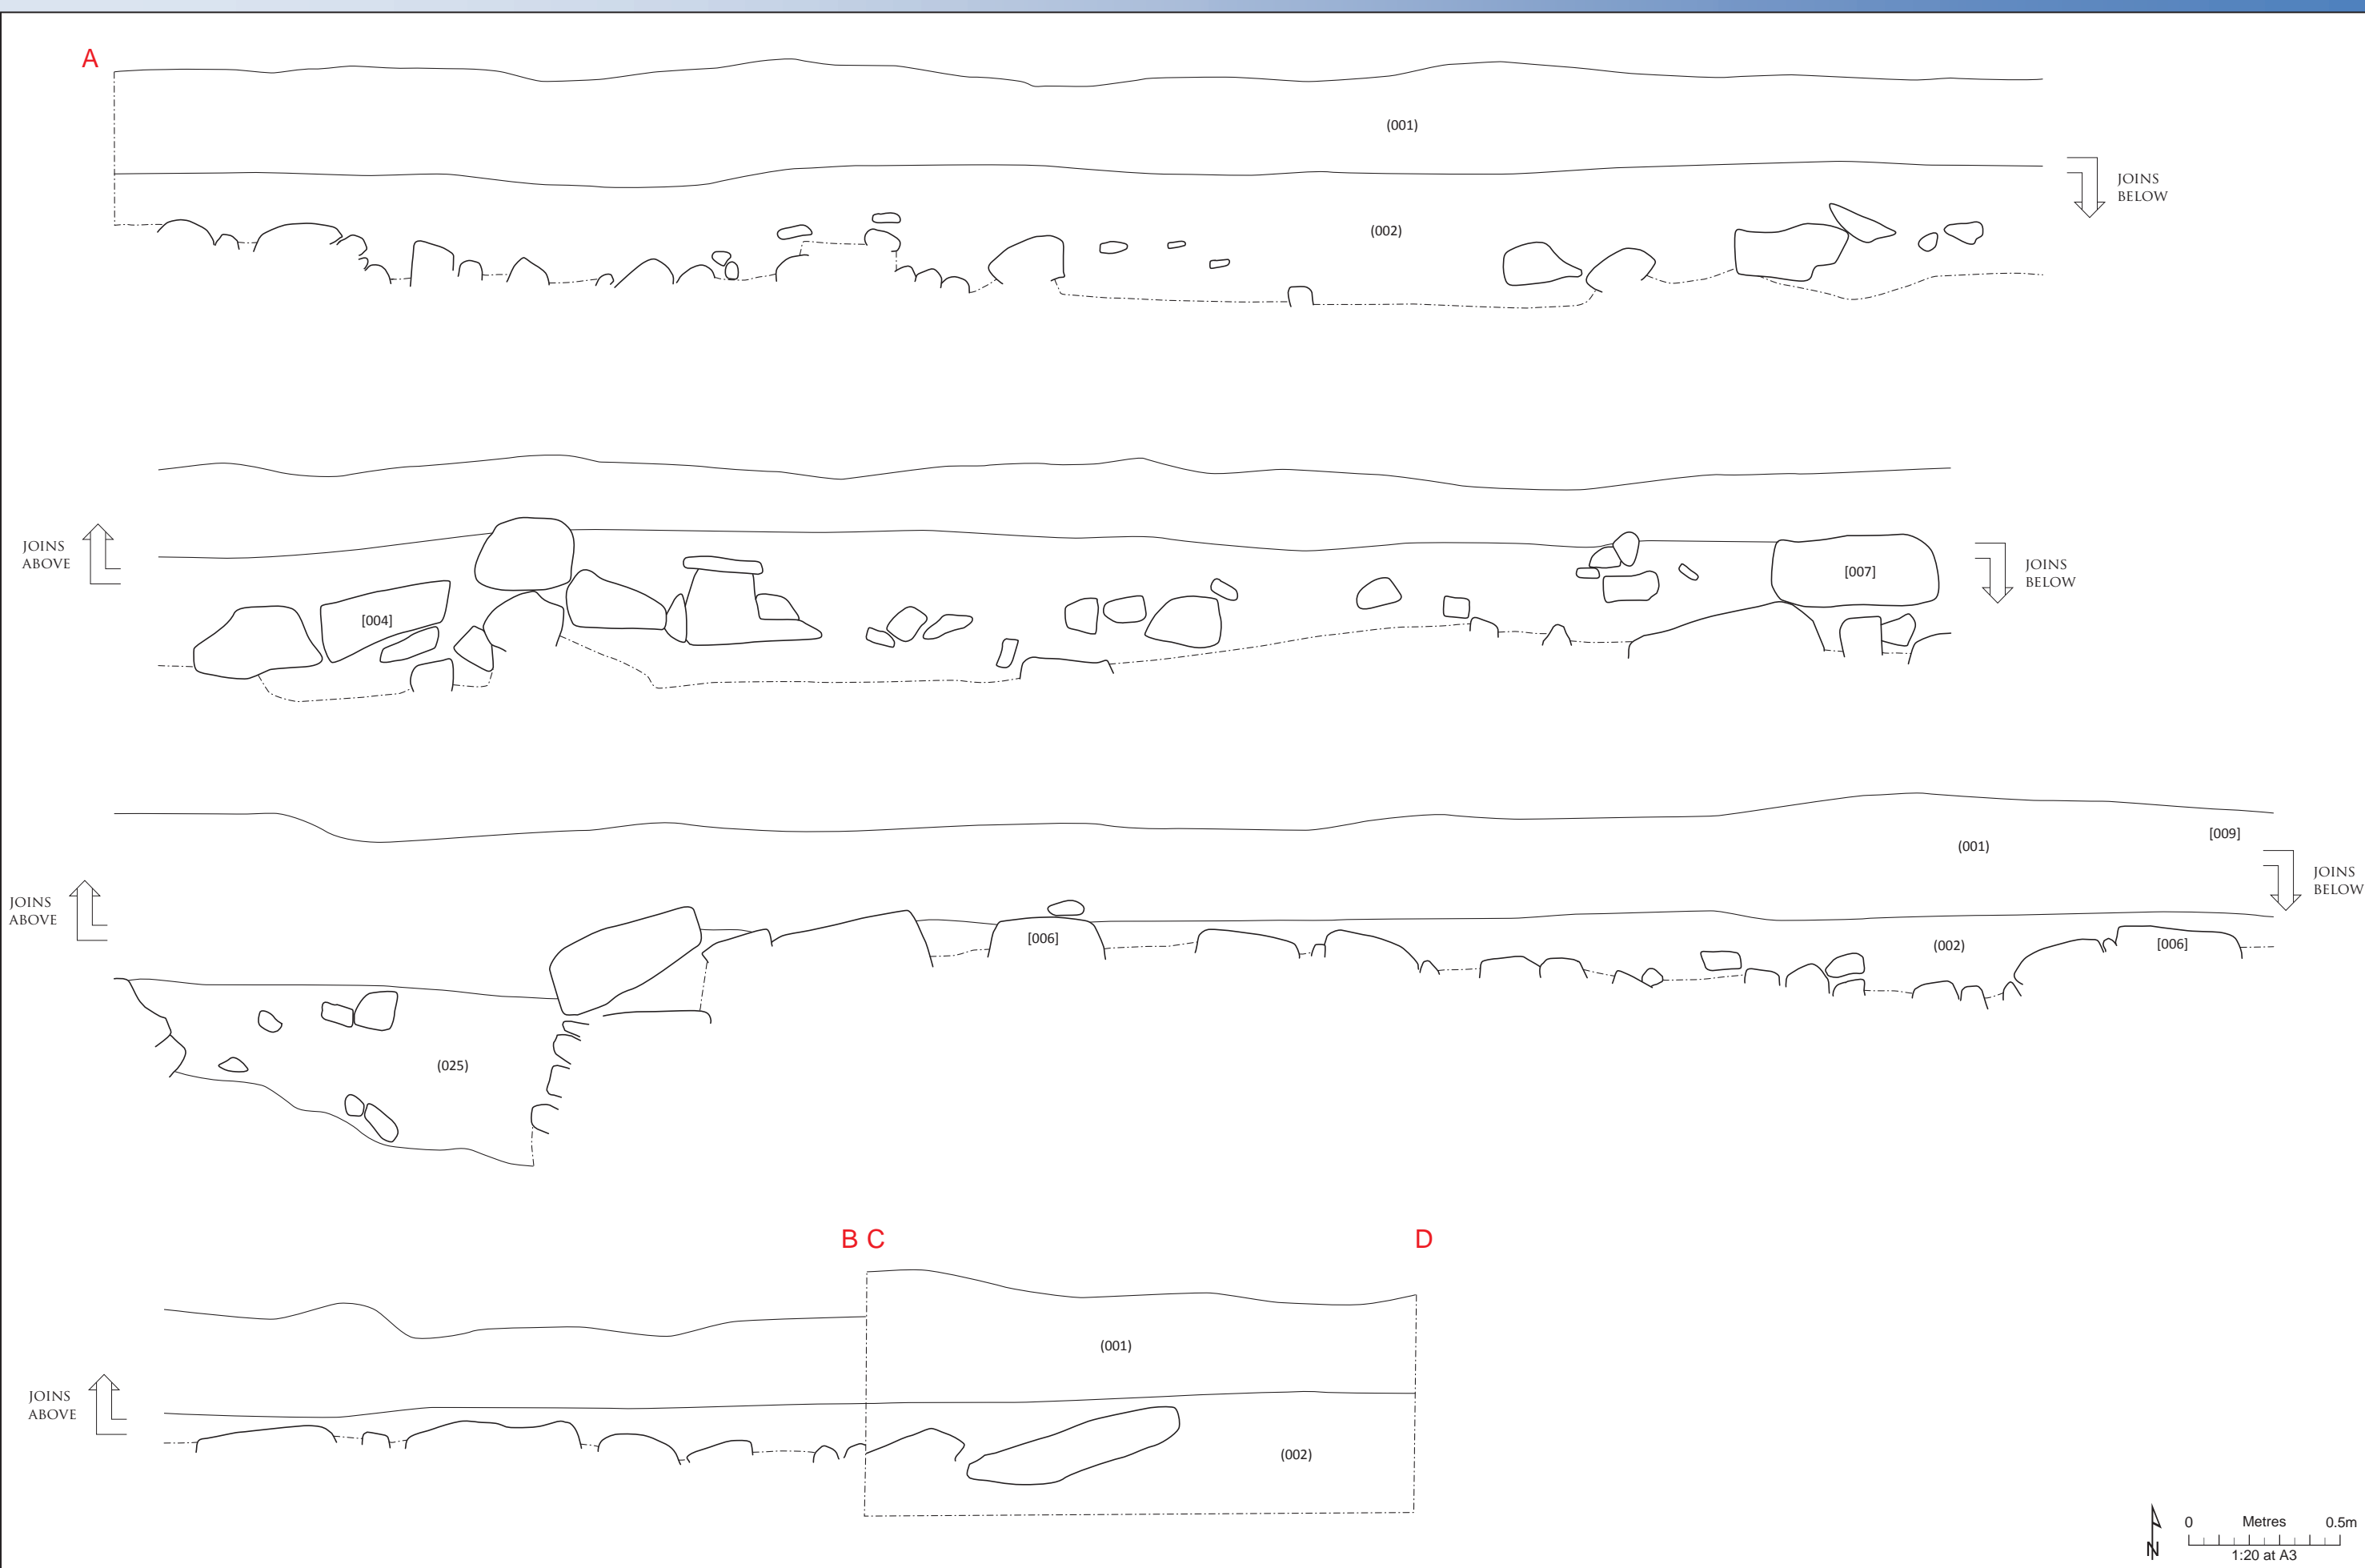 A
(001)
(002)
JOINS
BELOW
JOINS
ABOVE
[004]
[007]
JOINS
BELOW
JOINS
ABOVE
(025)
[006]
(001)
[009]
(002)
[006]
JOINS
BELOW
B C
D
JOINS
ABOVE
(001)
(002)
N
0 Metres 0.5m
1:20 at A3